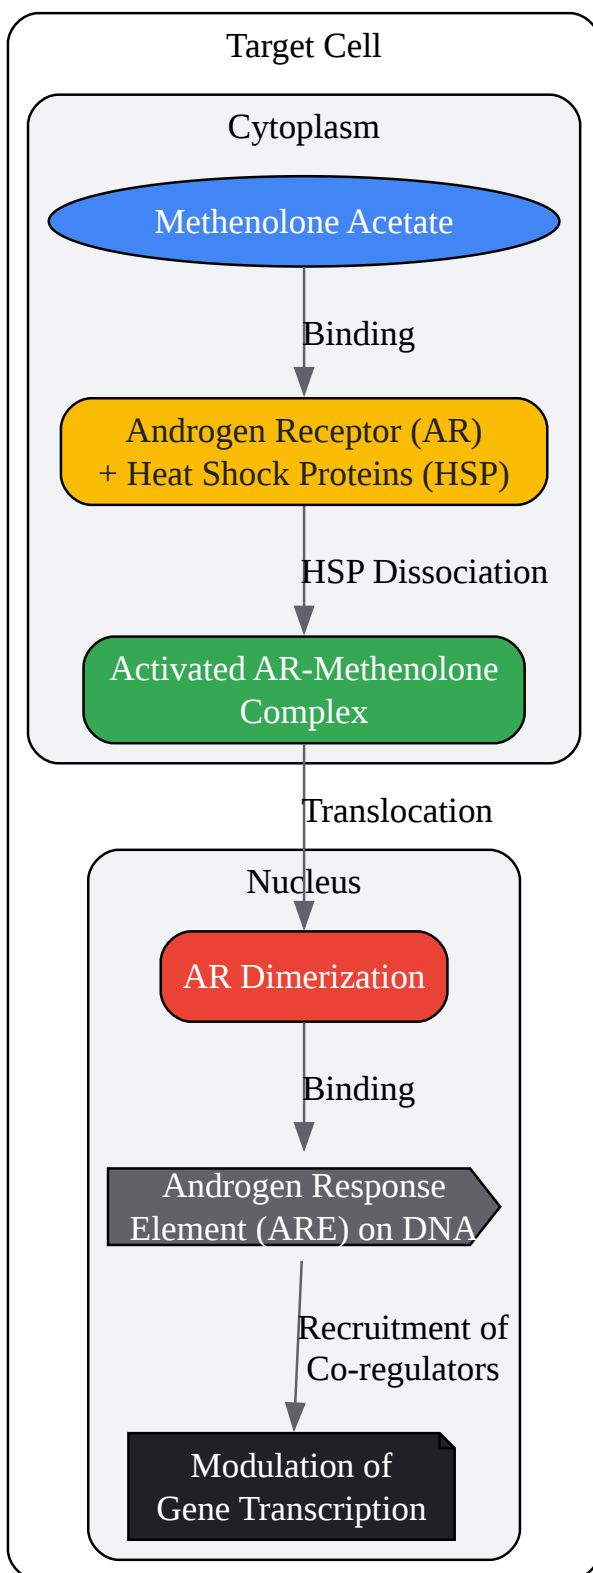 Target Cell
Cytoplasm
Methenolone Acetate
Binding
Androgen Receptor (AR)
+ Heat Shock Proteins (HSP)
HSP Dissociation
Activated AR-Methenolone
Complex
Translocation
Nucleus
AR Dimerization
Binding
Androgen Response
Element (ARE) on DNA
Recruitment of
Co-regulators
Modulation of
Gene Transcription